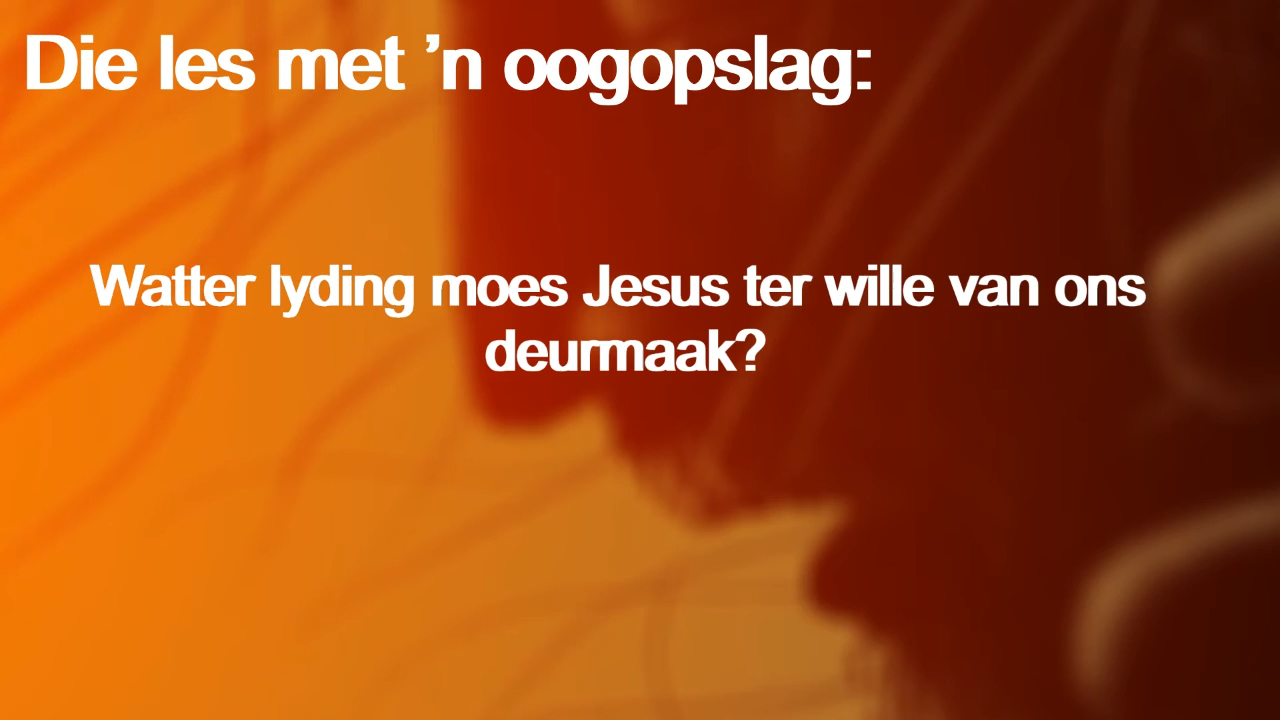 Die les met ’n oogopslag:
Watter lyding moes Jesus ter wille van ons
deurmaak?